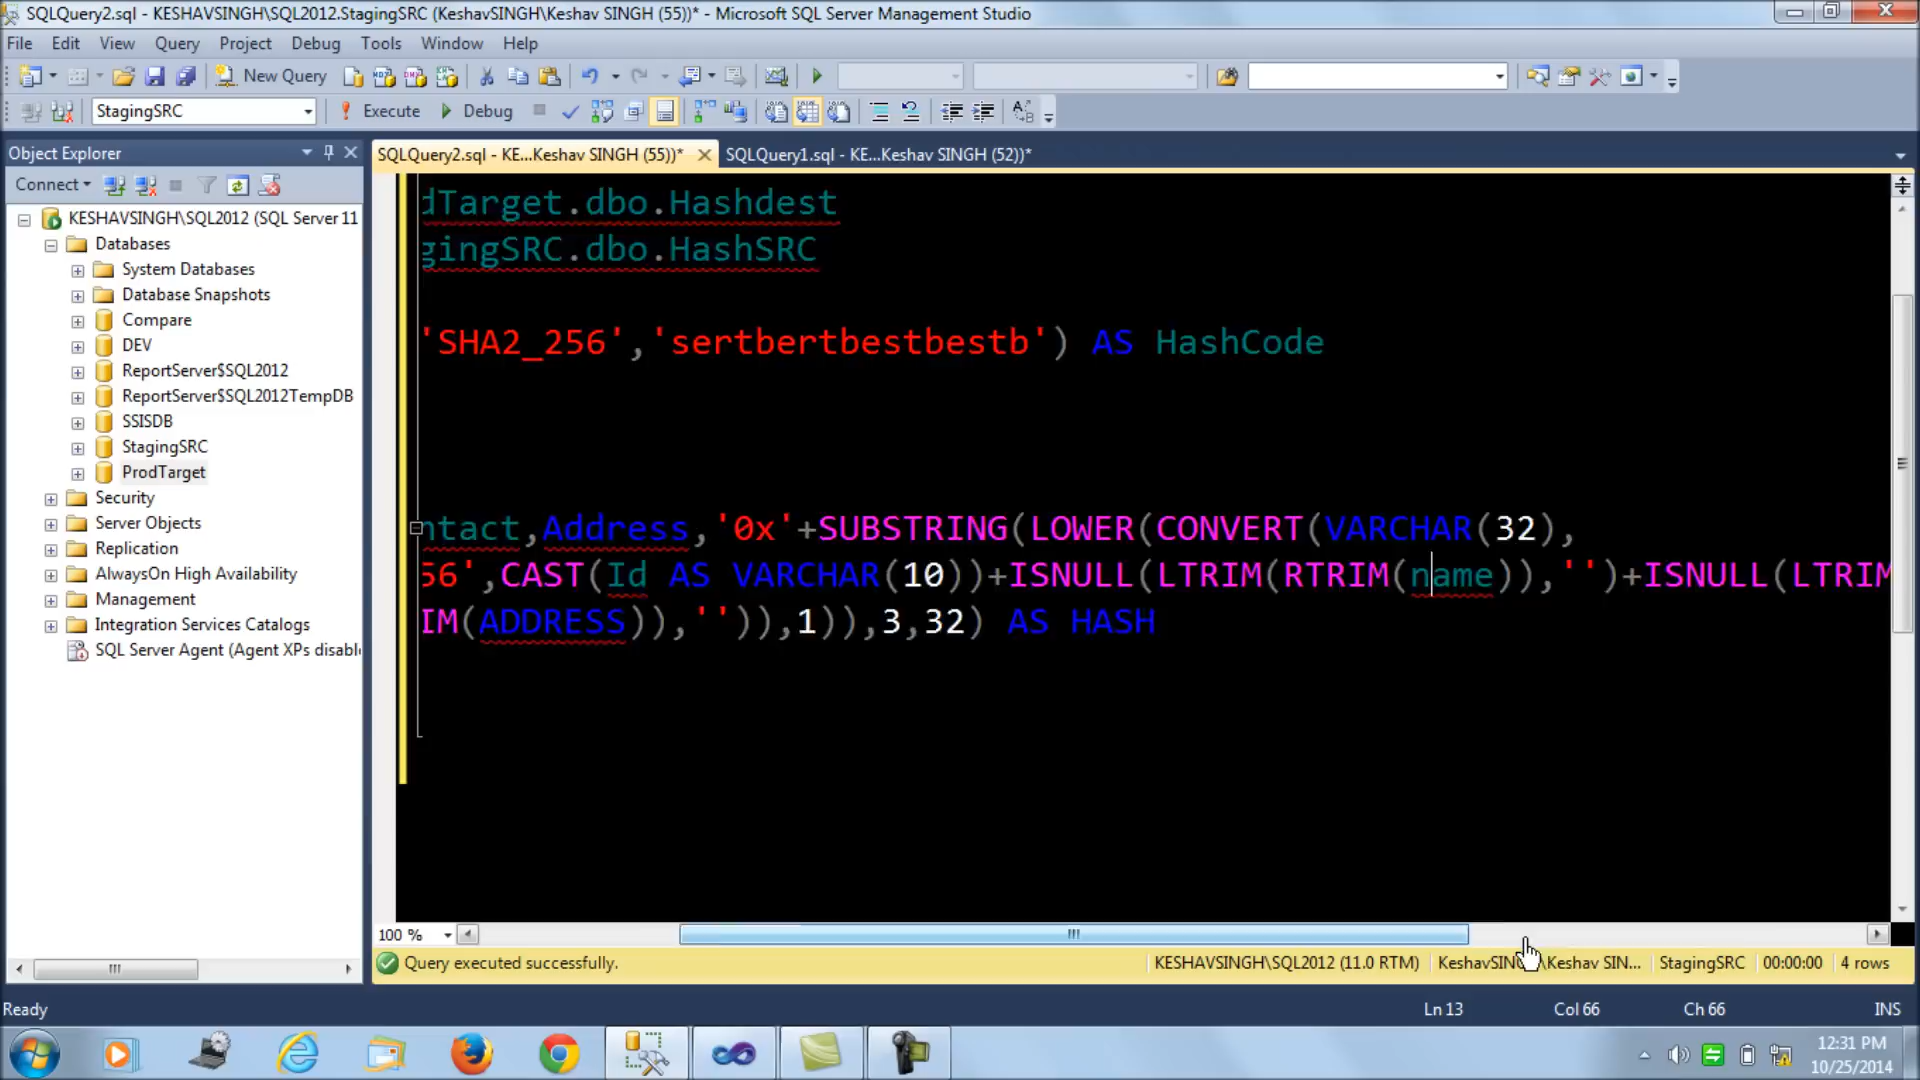 SQLQuery2.sql - KESHAVSINGH\SQL2012.StagingSRC (KeshavSINGH\Keshav SINGH (55))* - Microsoft SQL Server Management Studio
File Edit View Query Project Debug Tools Window Help
New Query
StagingSRC Execute Debug
Object Explorer
SQLQuery2.sql - KE...Keshav SINGH (55))* SQLQuery1.sql - KE...Keshav SINGH (52))*
Connect
KESHAVSINGH\SQL2012 (SQL Server 11
Databases
System Databases
Database Snapshots
Compare
DEV
ReportServer$SQL2012
ReportServer$SQL2012TempDB
SSISDB
StagingSRC
ProdTarget
Security
Server Objects
Replication
AlwaysOn High Availability
Management
Integration Services Catalogs
SQL Server Agent (Agent XPs disabl
dTarget.dbo.Hashdest
gingSRC.dbo.HashSRC
'SHA2_256','sertbertbestbestb') AS HashCode
ntact,Address,'0x'+SUBSTRING(LOWER(CONVERT(VARCHAR(32),
56',CAST(Id AS VARCHAR(10))+ISNULL(LTRIM(RTRIM(name)),'')+ISNULL(LTRIM
IM(ADDRESS)),'')),1)),3,32) AS HASH
100 %
Query executed successfully. KESHAVSINGH\SQL2012 (11.0 RTM) KeshavSINGH\Keshav SIN... StagingSRC 00:00:00 4 rows
Ready Ln 13 Col 66 Ch 66 INS
12:31 PM
10/25/2014